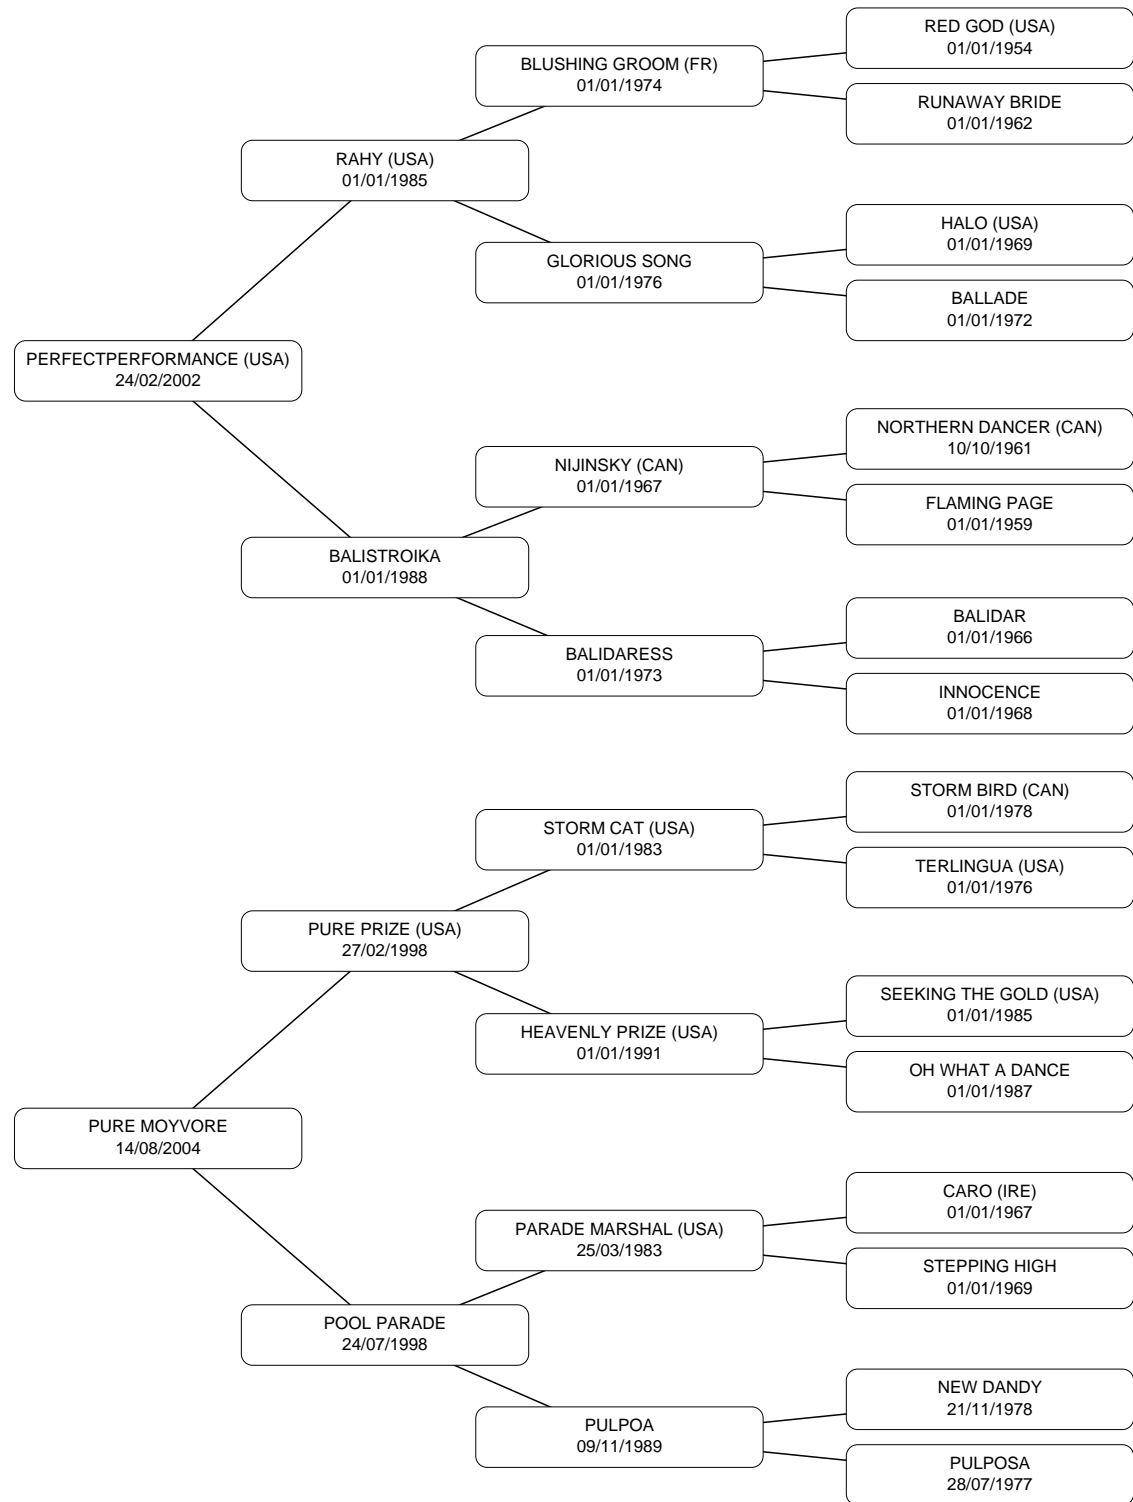 RED GOD (USA)
01/01/1954
BLUSHING GROOM (FR)
01/01/1974
RUNAWAY BRIDE
01/01/1962
RAHY (USA)
01/01/1985
HALO (USA)
01/01/1969
GLORIOUS SONG
01/01/1976
BALLADE
01/01/1972
PERFECTPERFORMANCE (USA)
24/02/2002
NORTHERN DANCER (CAN)
10/10/1961
NIJINSKY (CAN)
01/01/1967
FLAMING PAGE
01/01/1959
BALISTROIKA
01/01/1988
BALIDAR
01/01/1966
BALIDARESS
01/01/1973
INNOCENCE
01/01/1968
STORM BIRD (CAN)
01/01/1978
STORM CAT (USA)
01/01/1983
TERLINGUA (USA)
01/01/1976
PURE PRIZE (USA)
27/02/1998
SEEKING THE GOLD (USA)
01/01/1985
HEAVENLY PRIZE (USA)
01/01/1991
OH WHAT A DANCE
01/01/1987
PURE MOYVORE
14/08/2004
CARO (IRE)
01/01/1967
PARADE MARSHAL (USA)
25/03/1983
STEPPING HIGH
01/01/1969
POOL PARADE
24/07/1998
NEW DANDY
21/11/1978
PULPOA
09/11/1989
PULPOSA
28/07/1977